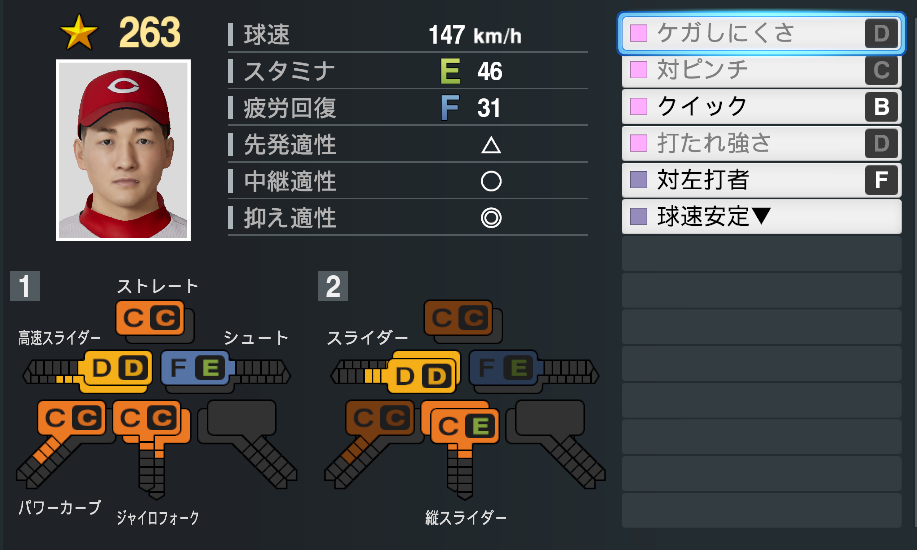 ★ 263
球速 147 km/h
スタミナ E 46
疲労回復 F 31
先発適性 △
中継適性 ○
抑え適性 ◎
C
ケガしにくさ D
対ピンチ C
クイック B
打たれ強さ D
対左打者 F
球速安定▼
1
ストレート
C C
高速スライダー
D D
シュート
F E
C C
パワーカーブ
C C
ジャイロフォーク
2
C C
スライダー
D D
F E
C C
C E
縦スライダー